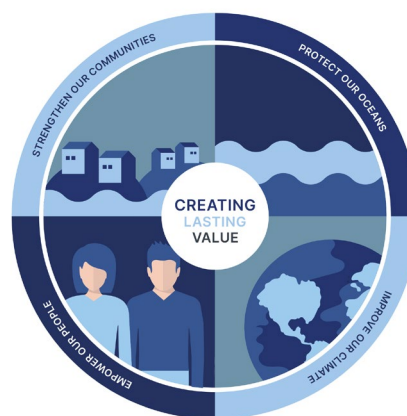 STRENGTHEN OUR COMMUNITIES
PROTECT OUR OCEANS
CREATING
LASTING
VALUE
EMPOWER OUR PEOPLE
IMPROVE OUR CLIMATE